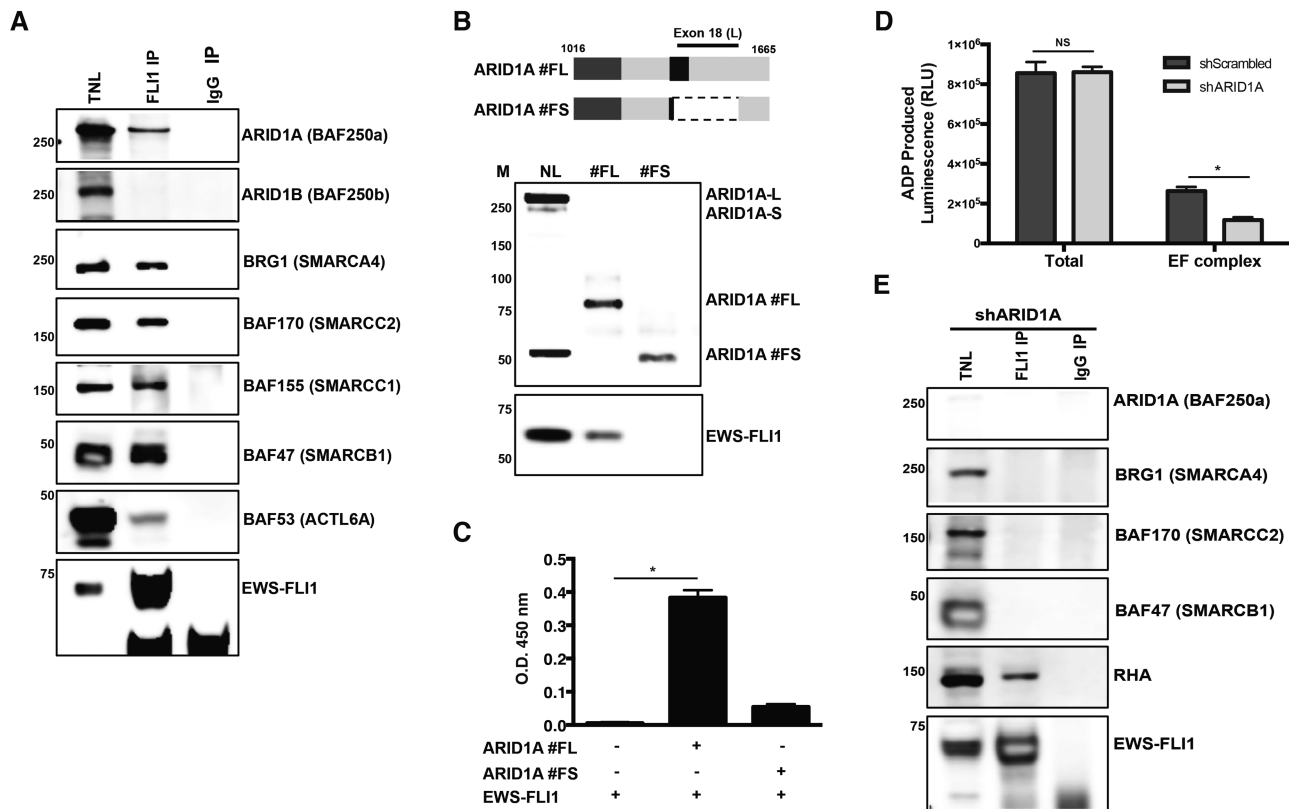 A
TNL
FLI1 IP
IgG IP
250
ARID1A (BAF250a)
250
ARID1B (BAF250b)
250
BRG1 (SMARCA4)
150
BAF170 (SMARCC2)
150
BAF155 (SMARCC1)
50
BAF47 (SMARCB1)
50
BAF53 (ACTL6A)
75
EWS-FLI1
B
Exon 18 (L)
1016
1665
ARID1A #FL
ARID1A #FS
M
NL
#FL
#FS
250
150
100
75
50
ARID1A-L
ARID1A-S
ARID1A #FL
ARID1A #FS
75
50
EWS-FLI1
C
O.D. 450 nm
0.5
0.4
0.3
0.2
0.1
0.0
*
ARID1A #FL - + -
ARID1A #FS - - +
EWS-FLI1 + + +
D
ADP Produced
Luminescence (RLU)
1×10⁶
8×10⁵
6×10⁵
4×10⁵
2×10⁵
0
NS
*
shScrambled
shARID1A
Total
EF complex
E
shARID1A
TNL
FLI1 IP
IgG IP
250
ARID1A (BAF250a)
250
BRG1 (SMARCA4)
150
BAF170 (SMARCC2)
50
BAF47 (SMARCB1)
150
RHA
75
EWS-FLI1